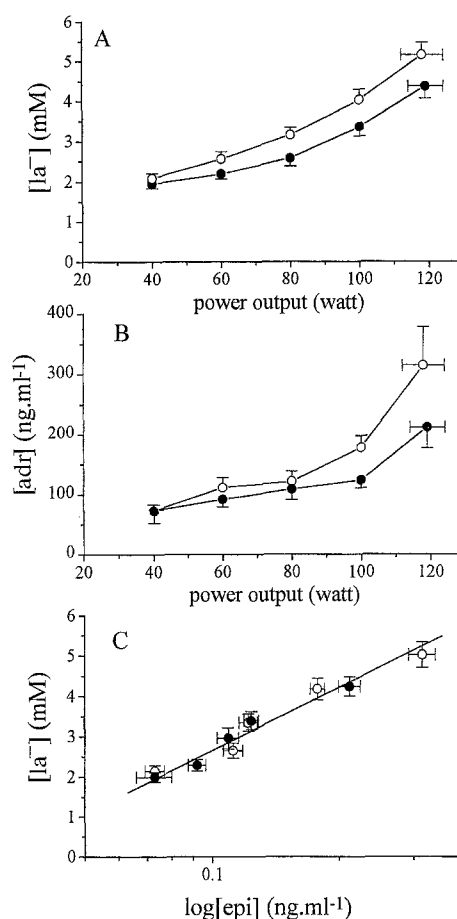 A
6
5
4
3
2
1
0
[la⁻] (mM)
20 40 60 80 100 120
power output (watt)
B
400
300
200
100
0
[adr] (ng.ml⁻¹)
20 40 60 80 100 120
power output (watt)
C
6
5
4
3
2
1
0
[la⁻] (mM)
0.1
log[epi] (ng.ml⁻¹)